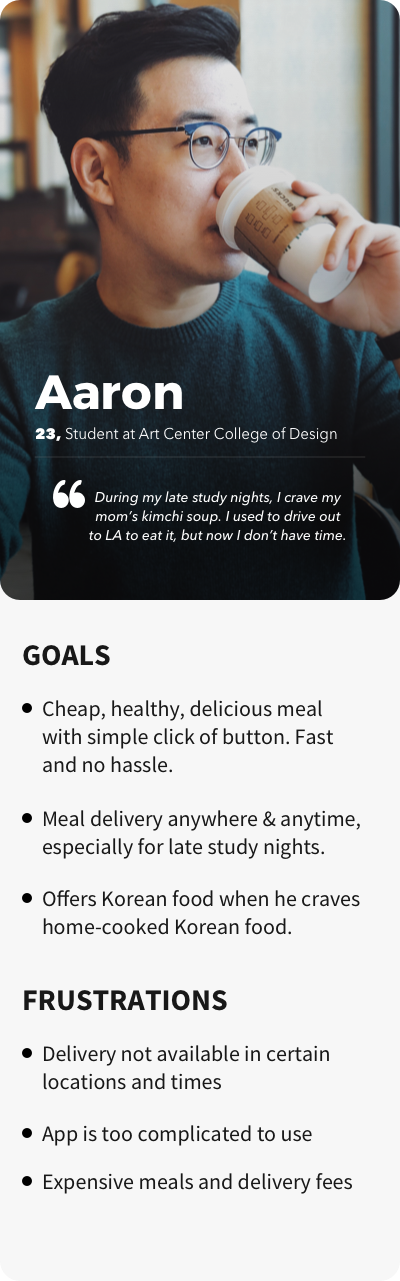 Aaron
23, Student at Art Center College of Design
“ During my late study nights, I crave my
mom’s kimchi soup. I used to drive out
to LA to eat it, but now I don’t have time.
GOALS
• Cheap, healthy, delicious meal
with simple click of button. Fast
and no hassle.
• Meal delivery anywhere & anytime,
especially for late study nights.
• Offers Korean food when he craves
home-cooked Korean food.
FRUSTRATIONS
• Delivery not available in certain
locations and times
• App is too complicated to use
• Expensive meals and delivery fees